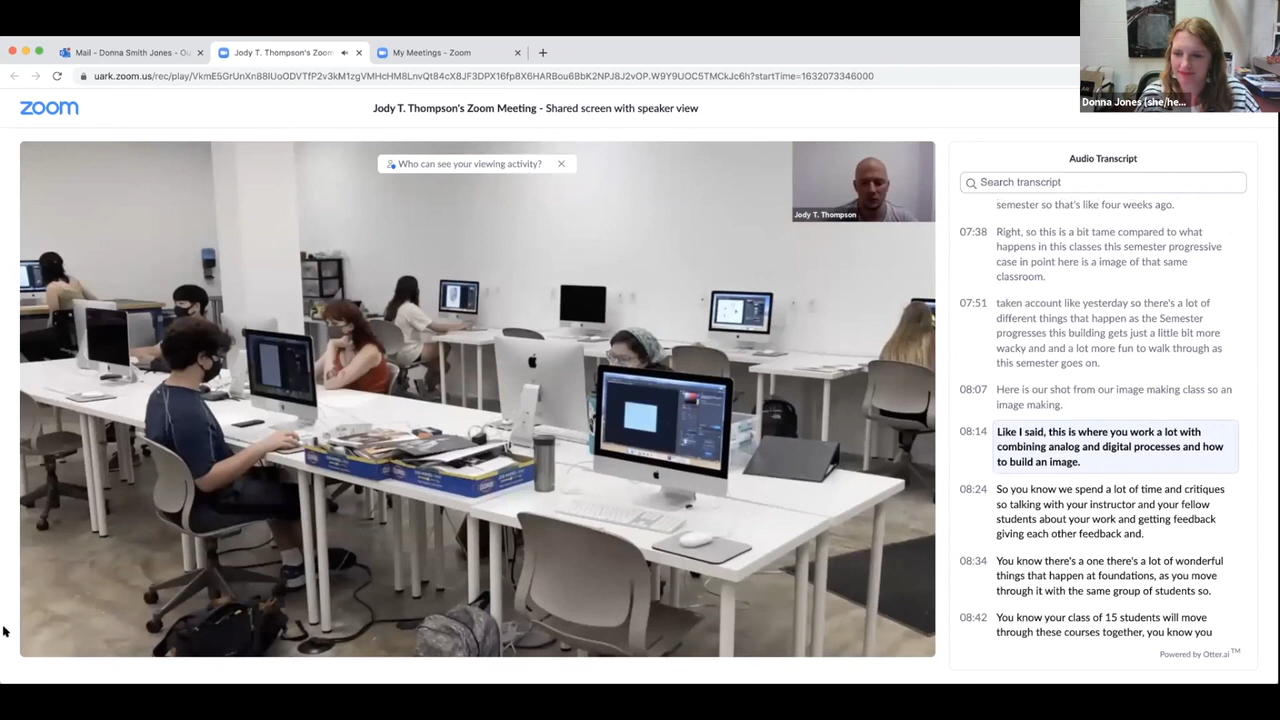 Mail - Donna Smith Jones - Ou
Jody T. Thompson's Zoom
My Meetings - Zoom
uark.zoom.us/rec/play/VkmE5GrUnXn88IUoODVTfP2v3kM1zgVMHcHM8LnvQt84cX8JF3DPX16fp8X6HARBou6BbK2NPJ8J2vOP.W9Y9UOC5TMCkJc6h?startTime=1632073346000
Donna Jones (she/he...
zoom
Jody T. Thompson's Zoom Meeting - Shared screen with speaker view
Who can see your viewing activity?
Jody T. Thompson
Audio Transcript
Search transcript
semester so that's like four weeks ago.
07:38 Right, so this is a bit tame compared to what
happens in this classes this semester progressive
case in point here is a image of that same
classroom.
07:51 taken account like yesterday so there's a lot of
different things that happen as the Semester
progresses this building gets just a little bit more
wacky and and a lot more fun to walk through as
this semester goes on.
08:07 Here is our shot from our image making class so an
image making.
08:14 Like I said, this is where you work a lot with
combining analog and digital processes and how
to build an image.
08:24 So you know we spend a lot of time and critiques
so talking with your instructor and your fellow
students about your work and getting feedback
giving each other feedback and.
08:34 You know there's a one there's a lot of wonderful
things that happen at foundations, as you move
through it with the same group of students so.
08:42 You know your class of 15 students will move
through these courses together, you know you
Powered by Otter.ai TM